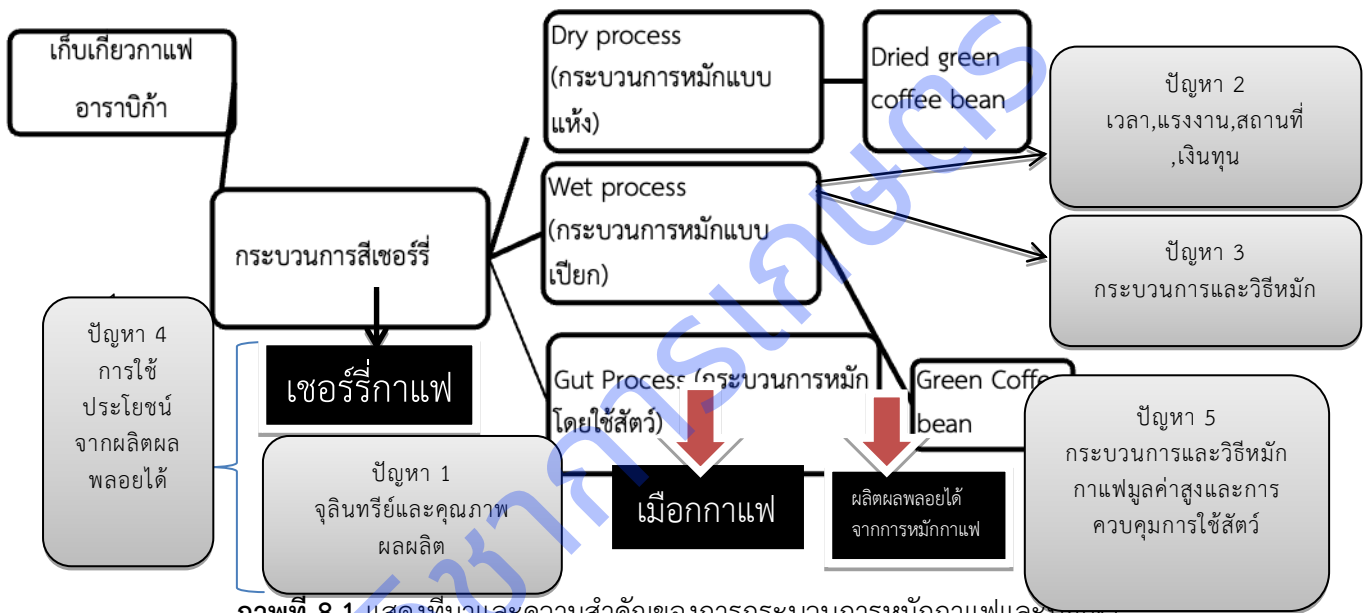 เก็บเกี่ยวกาแฟ
อาราบิก้า
กระบวนการสีเชอร์รี่
Dry process
(กระบวนการหมักแบบ
แห้ง)
Dried green
coffee bean
Wet process
(กระบวนการหมักแบบ
เปียก)
Gut Process (กระบวนการหมัก
โดยใช้สัตว์)
Green Coffe
bean
ปัญหา 2
เวลา,แรงงาน,สถานที่
,เงินทุน
ปัญหา 3
กระบวนการและวิธีหมัก
ปัญหา 4
การใช้
ประโยชน์
จากผลิตผล
พลอยได้
เชอร์รี่กาแฟ
ปัญหา 1
จุลินทรีย์และคุณภาพ
ผลผลิต
เมือกกาแฟ
ผลิตผลพลอยได้
จากการหมักกาแฟ
ปัญหา 5
กระบวนการและวิธีหมัก
กาแฟมูลค่าสูงและการ
ควบคุมการใช้สัตว์
ภาพที่ 8.1 แสดงที่มาและความสำคัญของการกระบวนการหมักกาแฟและ
วิชาการเกษตร